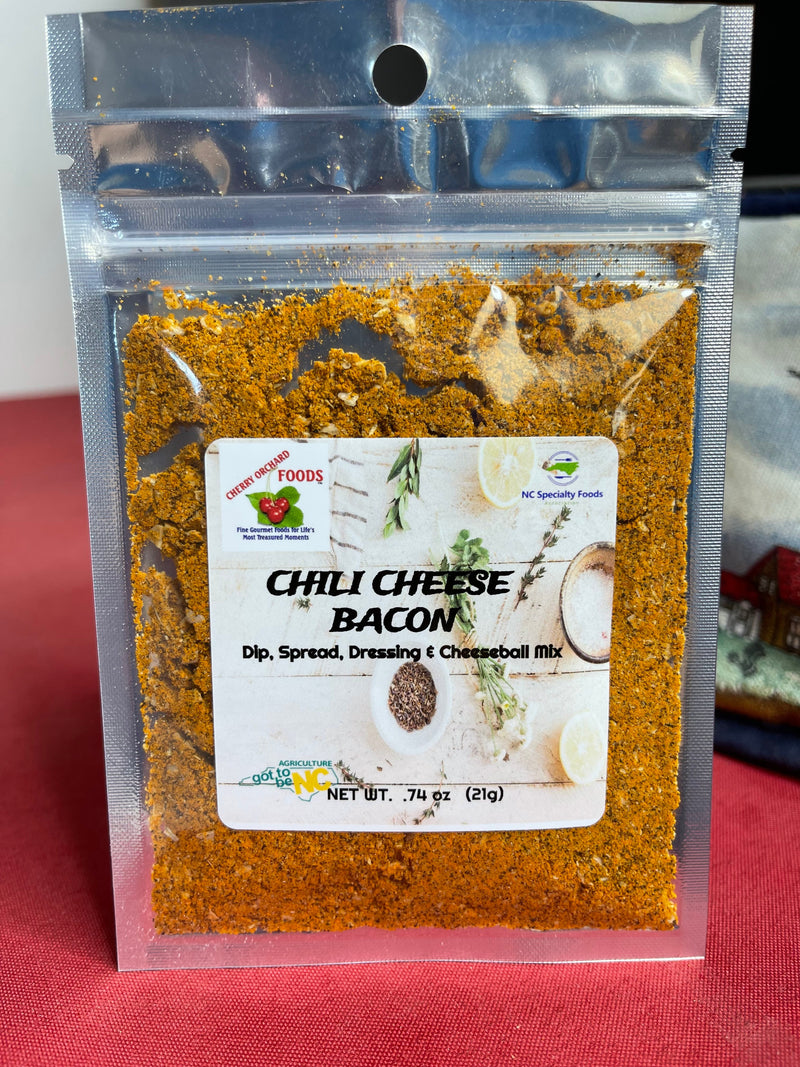 CHERRY ORCHARD
FOODS
Fine Gourmet Foods for Life's
Most Treasured Moments
NC Specialty Foods
CHILI CHEESE
BACON
Dip, Spread, Dressing & Cheeseball Mix
AGRICULTURE
got to
be NC
NET WT. .74 oz (21g)